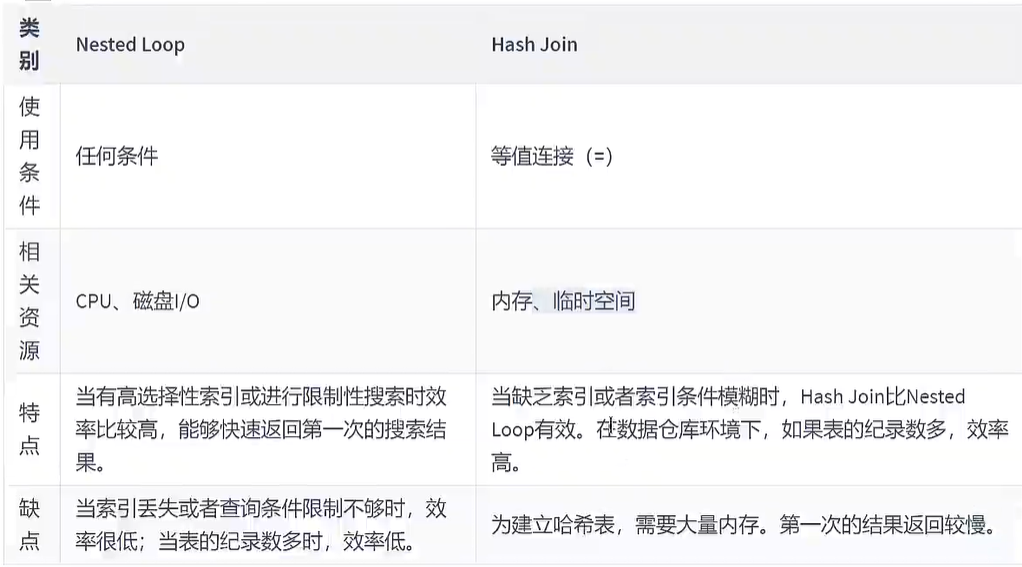 类别
Nested Loop
Hash Join
使用条件
任何条件
等值连接（=）
相关资源
CPU、磁盘I/O
内存、临时空间
特点
当有高选择性索引或进行限制性搜索时效
率比较高，能够快速返回第一次的搜索结
果。
当缺乏索引或者索引条件模糊时，Hash Join比Nested
Loop有效。在数据仓库环境下，如果表的纪录数多，效率
高。
缺点
当索引丢失或者查询条件限制不够时，效
率很低；当表的纪录数多时，效率低。
为建立哈希表，需要大量内存。第一次的结果返回较慢。